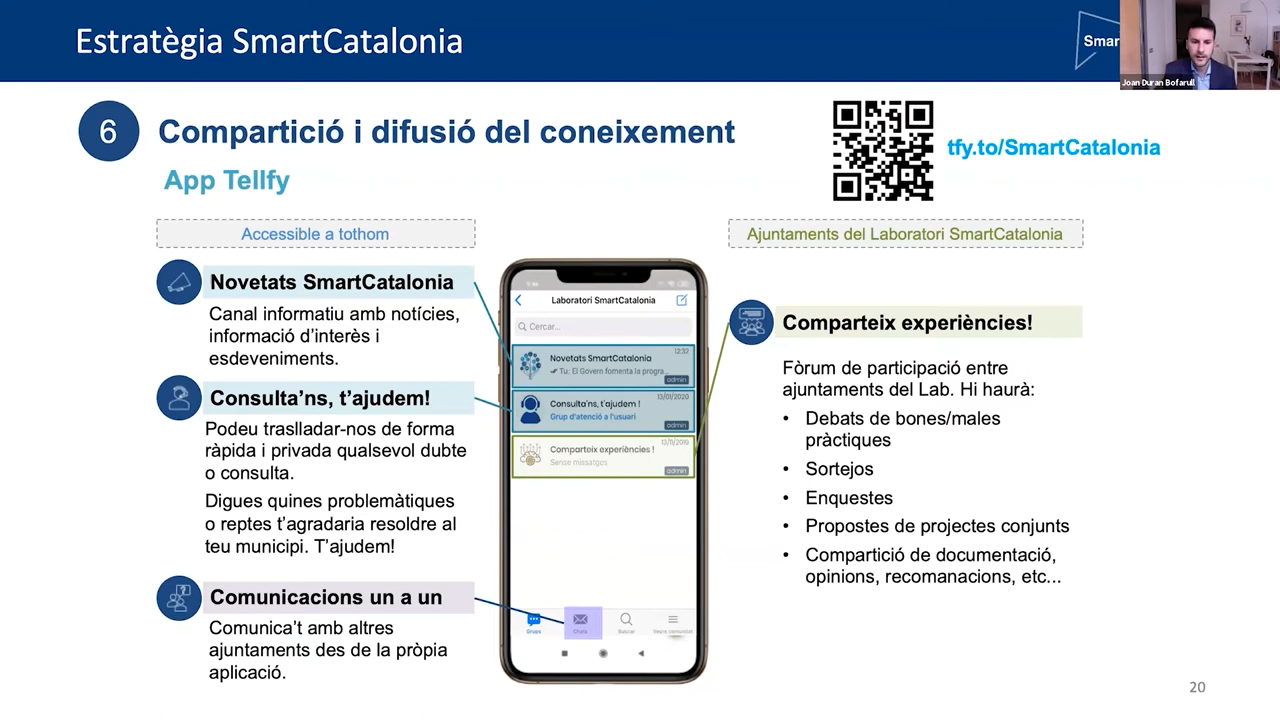 Estratègia SmartCatalonia
Smar
Joan Duran Bofarull
6
Compartició i difusió del coneixement
App Tellfy
tfy.to/SmartCatalonia
Accessible a tothom
Novetats SmartCatalonia
Canal informatiu amb notícies,
informació d'interès i
esdeveniments.
Consulta'ns, t'ajudem!
Podeu traslladar-nos de forma
ràpida i privada qualsevol dubte
o consulta.
Digues quines problemàtiques
o reptes t'agradaria resoldre al
teu municipi. T'ajudem!
Comunicacions un a un
Comunica't amb altres
ajuntaments des de la pròpia
aplicació.
Laboratori SmartCatalonia
Cercar...
Novetats SmartCatalonia
12:32
Tu: El Govern fomenta la progra...
admin
Consulta'ns, t'ajudem !
13/01/2020
Grup d'atenció a l'usuari
admin
Comparteix experiències !
13/11/2019
Sense missatges
admin
Grups
Chats
Buscar
Ajuntaments del Laboratori SmartCatalonia
Comparteix experiències!
Fòrum de participació entre
ajuntaments del Lab. Hi haurà:
• Debats de bones/males
pràctiques
• Sortejos
• Enquestes
• Propostes de projectes conjunts
• Compartició de documentació,
opinions, recomanacions, etc...
20